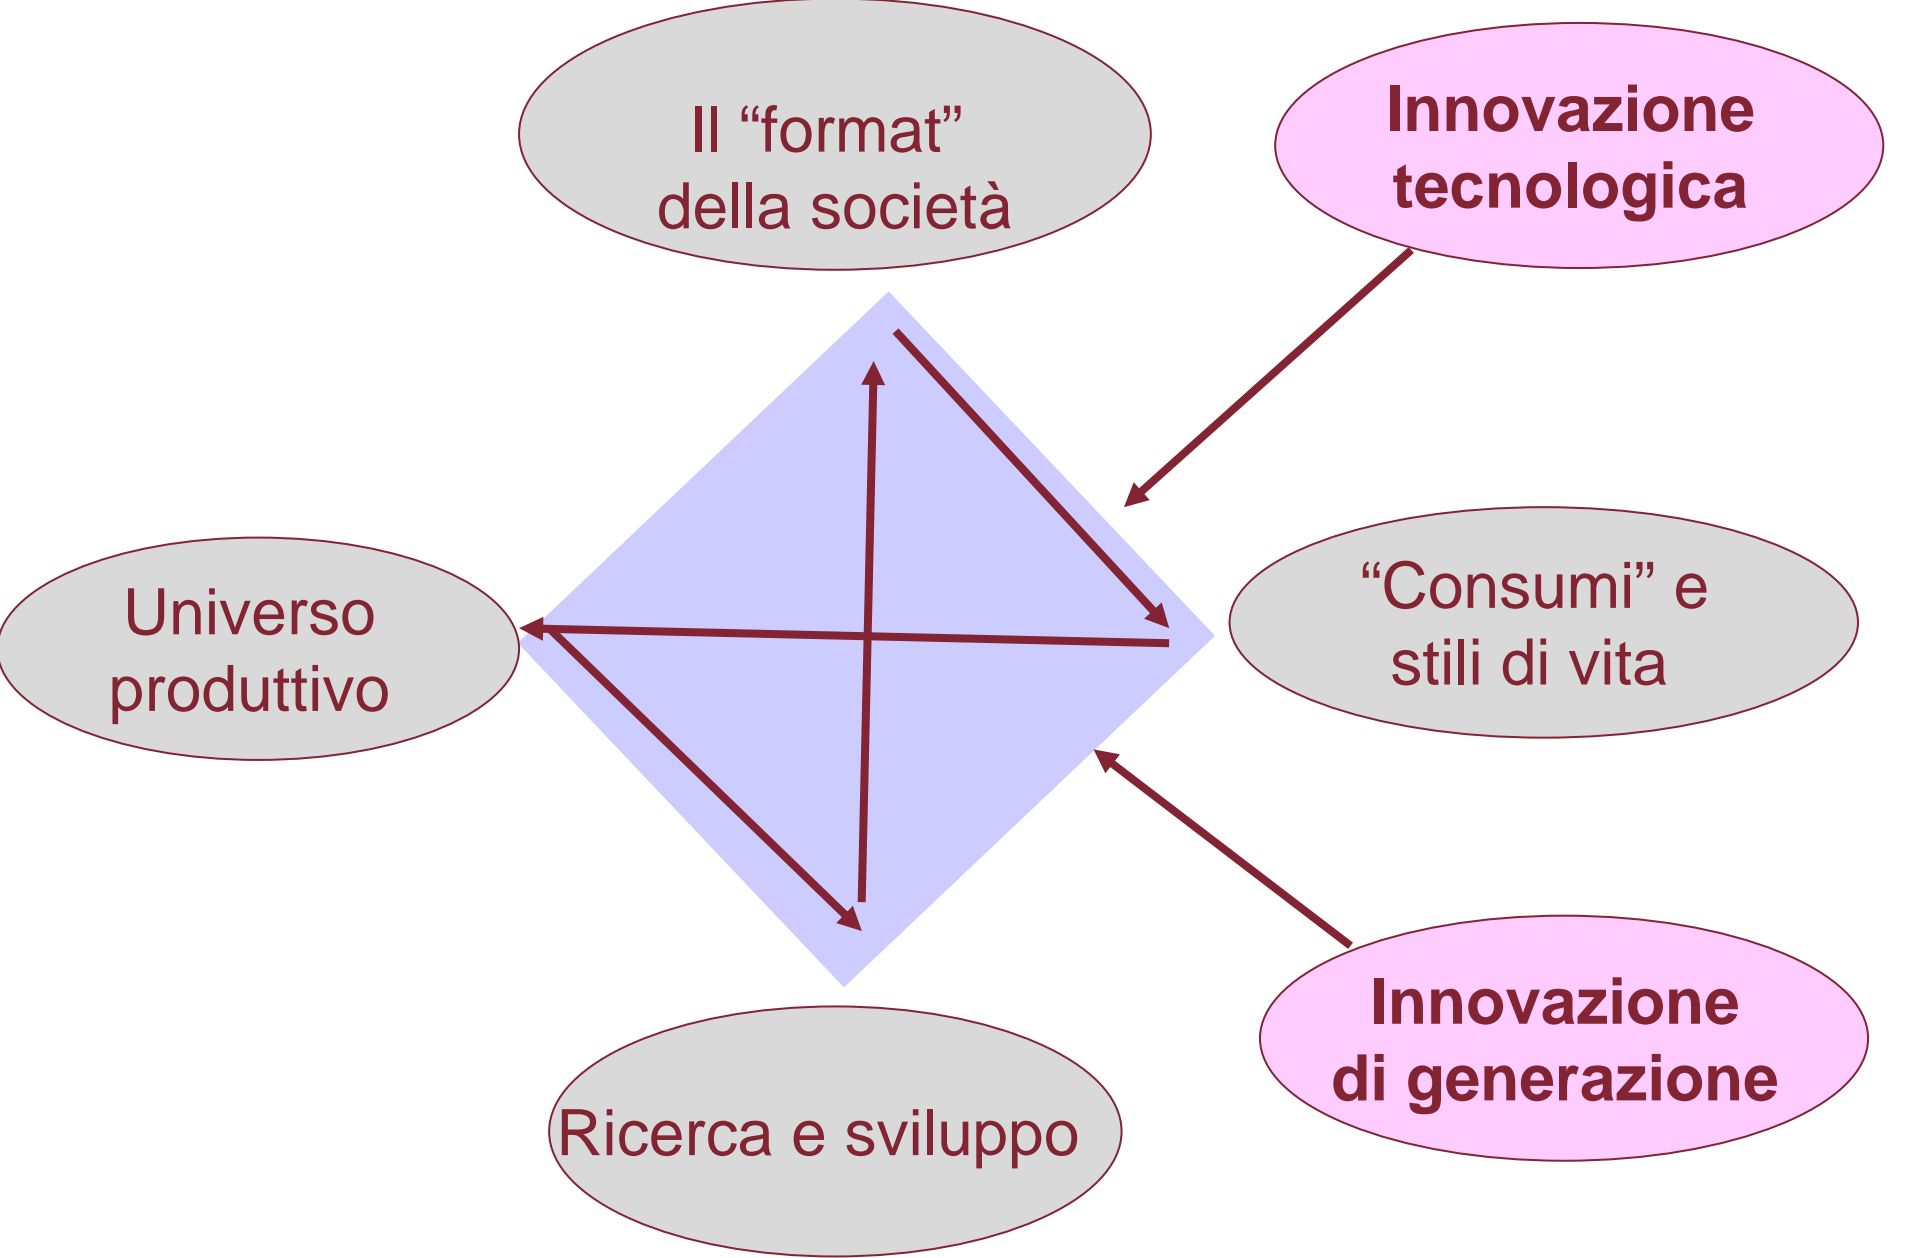 Il “format”
della società
Innovazione
tecnologica
Universo
produttivo
“Consumi” e
stili di vita
Innovazione
di generazione
Ricerca e sviluppo